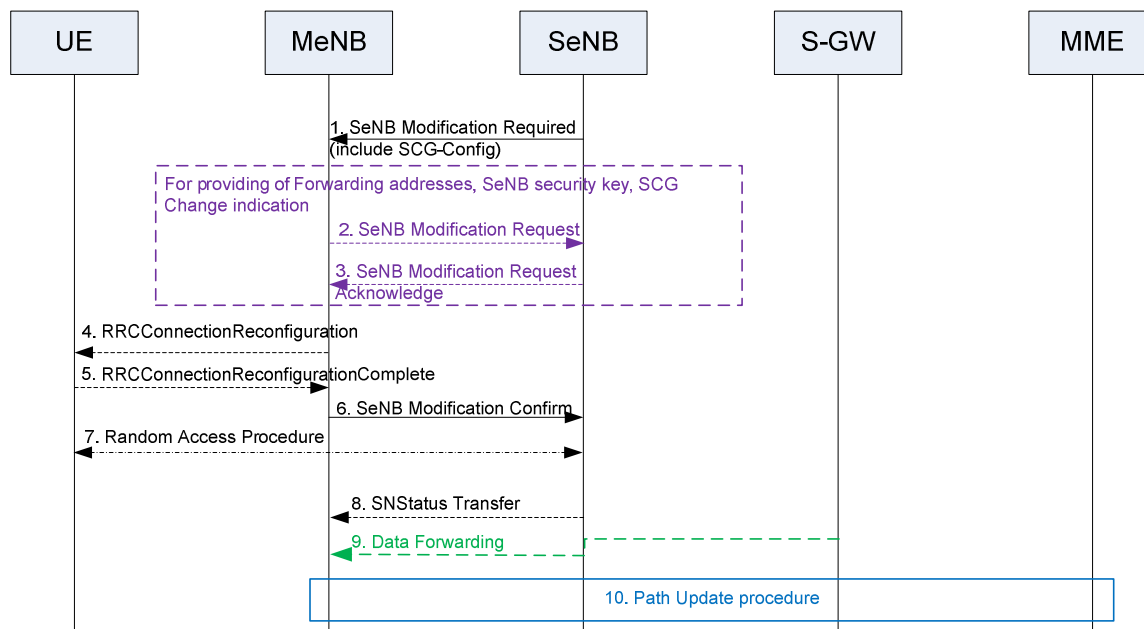 UE
MeNB
SeNB
S-GW
MME
1. SeNB Modification Required
(include SCG-Config)
For providing of Forwarding addresses, SeNB security key, SCG
Change indication
2. SeNB Modification Request
3. SeNB Modification Request
Acknowledge
4. RRCConnectionReconfiguration
5. RRCConnectionReconfigurationComplete
6. SeNB Modification Confirm
7. Random Access Procedure
8. SNStatus Transfer
9. Data Forwarding
10. Path Update procedure